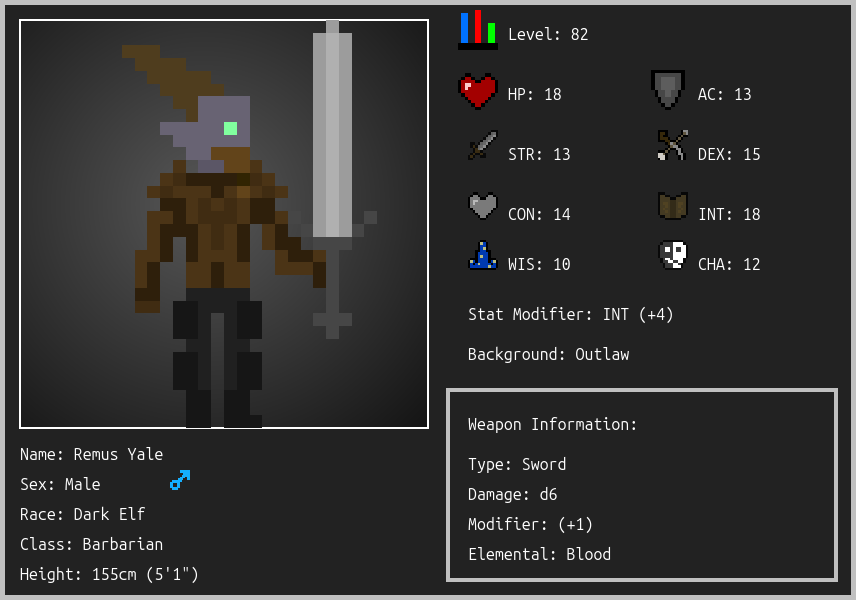 Level: 82
HP: 18
AC: 13
STR: 13
DEX: 15
CON: 14
INT: 18
WIS: 10
CHA: 12
Stat Modifier: INT (+4)
Background: Outlaw
Weapon Information:
Type: Sword
Damage: d6
Modifier: (+1)
Elemental: Blood
Name: Remus Yale
Sex: Male
Race: Dark Elf
Class: Barbarian
Height: 155cm (5'1")